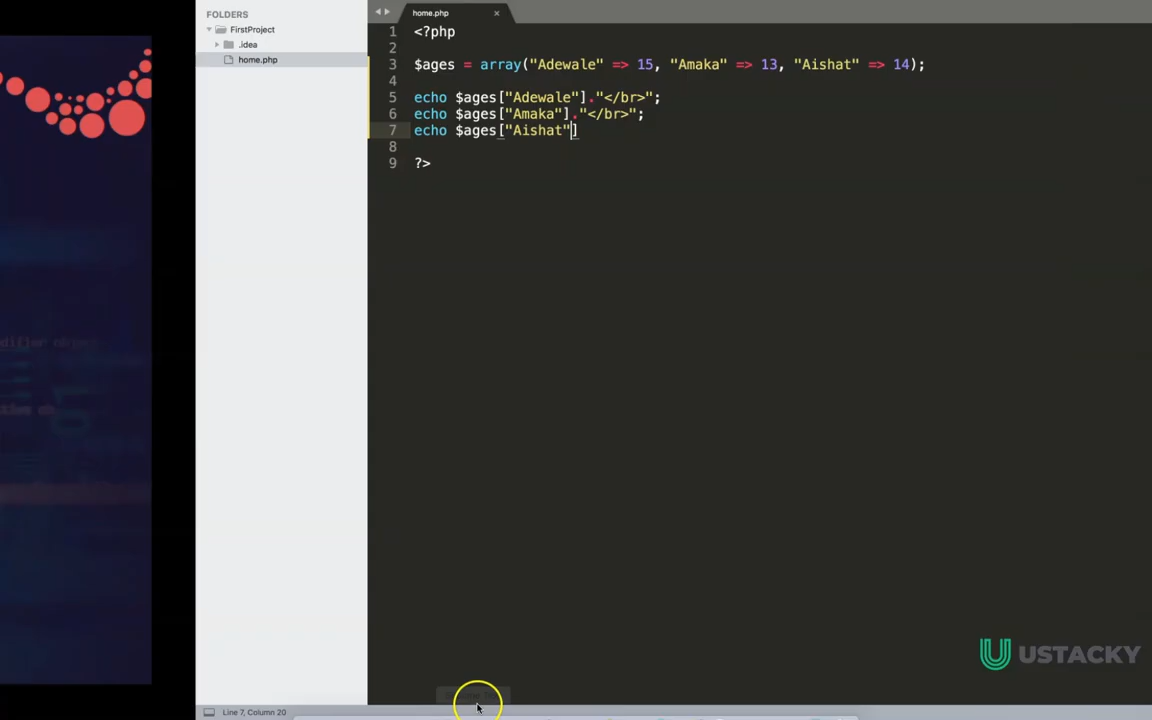 FOLDERS
FirstProject
.idea
home.php
home.php
1 <?php
2
3 $ages = array("Adewale" => 15, "Amaka" => 13, "Aishat" => 14);
4
5 echo $ages["Adewale"]."</br>";
6 echo $ages["Amaka"]."</br>";
7 echo $ages["Aishat"]
8
9 ?>
USTACKY
Line 7, Column 20